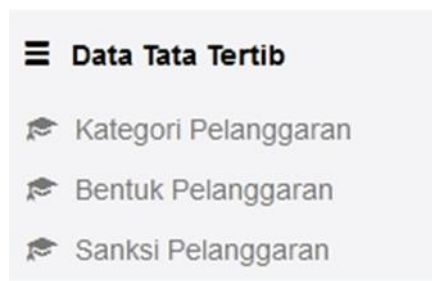 Data Tata Tertib
Kategori Pelanggaran
Bentuk Pelanggaran
Sanksi Pelanggaran